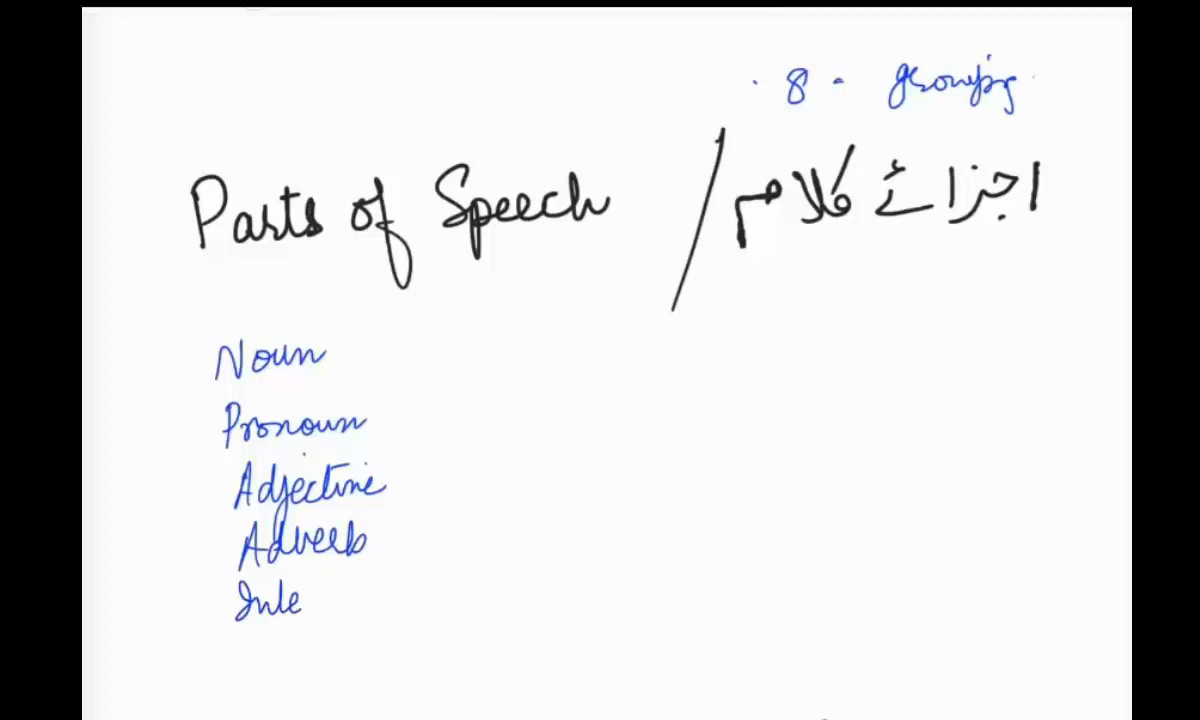 8 - grouping
Parts of Speech / اجزائے کلام
Noun
Pronoun
Adjective
Adverb
Inte